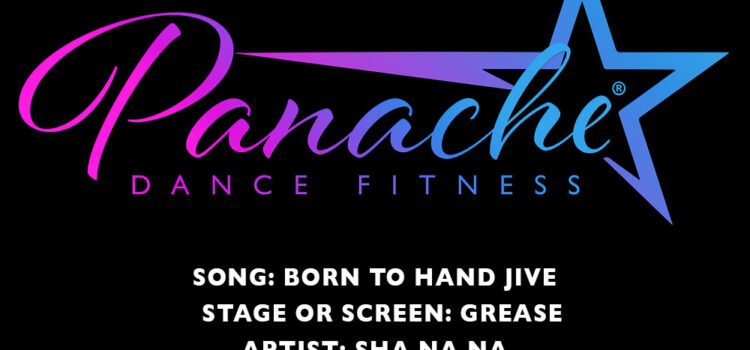 Panache®
DANCE FITNESS
SONG: BORN TO HAND JIVE
STAGE OR SCREEN: GREASE
ARTIST: SHA NA NA